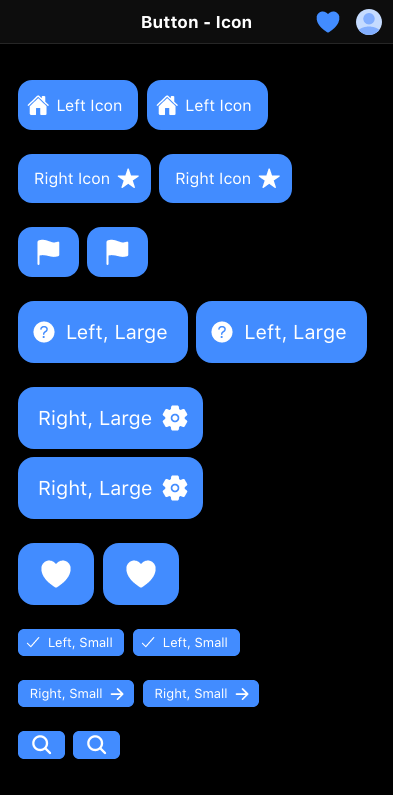 Button - Icon
Left Icon Left Icon
Right Icon Right Icon
Left, Large Left, Large
Right, Large
Right, Large
Left, Small Left, Small
Right, Small Right, Small